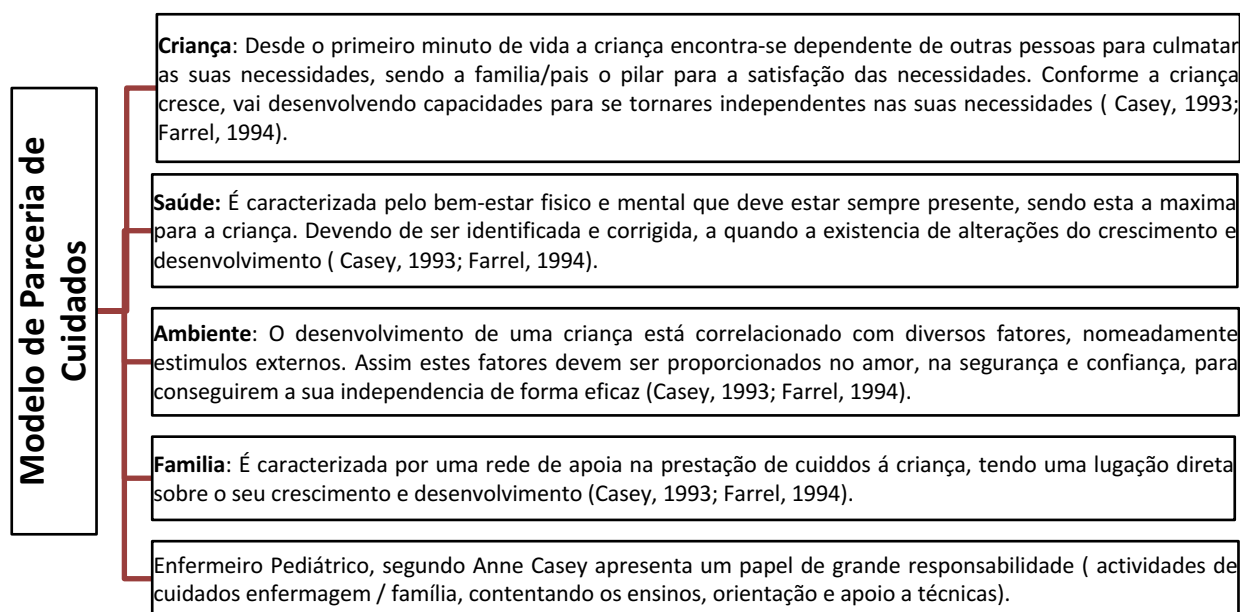 Modelo de Parceria de
Cuidados
Criança: Desde o primeiro minuto de vida a criança encontra-se dependente de outras pessoas para culmatar
as suas necessidades, sendo a familia/pais o pilar para a satisfação das necessidades. Conforme a criança
cresce, vai desenvolvendo capacidades para se tornares independentes nas suas necessidades ( Casey, 1993;
Farrel, 1994).
Saúde: É caracterizada pelo bem-estar fisico e mental que deve estar sempre presente, sendo esta a maxima
para a criança. Devendo de ser identificada e corrigida, a quando a existencia de alterações do crescimento e
desenvolvimento ( Casey, 1993; Farrel, 1994).
Ambiente: O desenvolvimento de uma criança está correlacionado com diversos fatores, nomeadamente
estimulos externos. Assim estes fatores devem ser proporcionados no amor, na segurança e confiança, para
conseguirem a sua independencia de forma eficaz (Casey, 1993; Farrel, 1994).
Familia: É caracterizada por uma rede de apoia na prestação de cuiddos á criança, tendo uma lugação direta
sobre o seu crescimento e desenvolvimento (Casey, 1993; Farrel, 1994).
Enfermeiro Pediátrico, segundo Anne Casey apresenta um papel de grande responsabilidade ( actividades de
cuidados enfermagem / família, contentando os ensinos, orientação e apoio a técnicas).